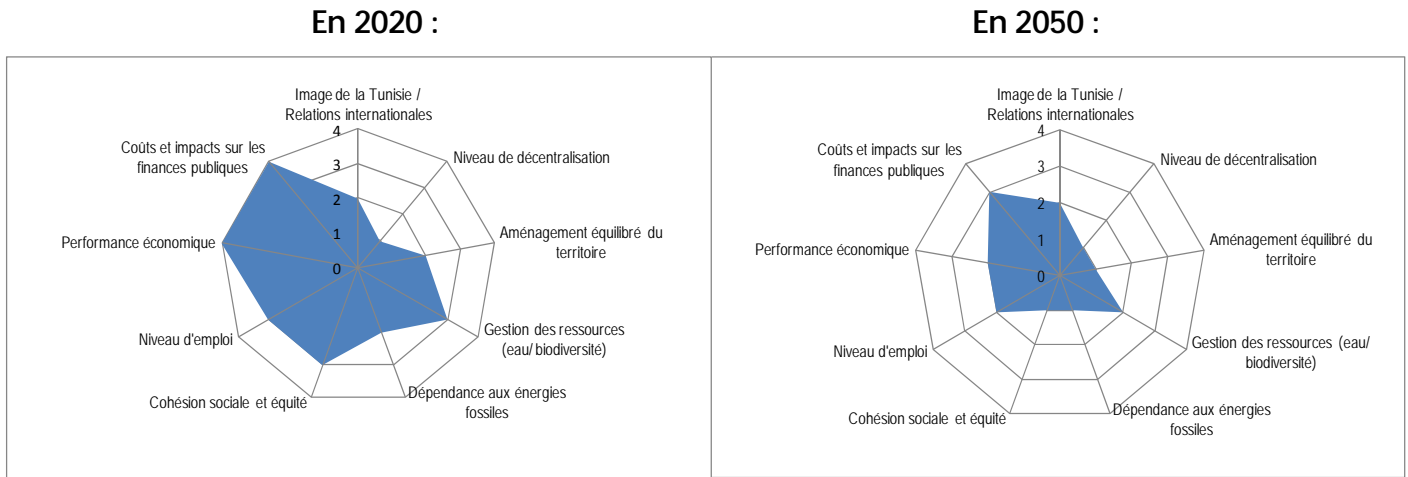 En 2020 :
Image de la Tunisie /
Relations internationales
Niveau de décentralisation
Aménagement équilibré du
territoire
Gestion des ressources
(eau/ biodiversité)
Dépendance aux énergies
fossiles
Cohésion sociale et équité
Niveau d'emploi
Performance économique
Coûts et impacts sur les
finances publiques
4
3
2
1
0
En 2050 :
Image de la Tunisie /
Relations internationales
Niveau de décentralisation
Aménagement équilibré du
territoire
Gestion des ressources (eau/
biodiversité)
Dépendance aux énergies
fossiles
Cohésion sociale et équité
Niveau d'emploi
Performance économique
Coûts et impacts sur les
finances publiques
4
3
2
1
0